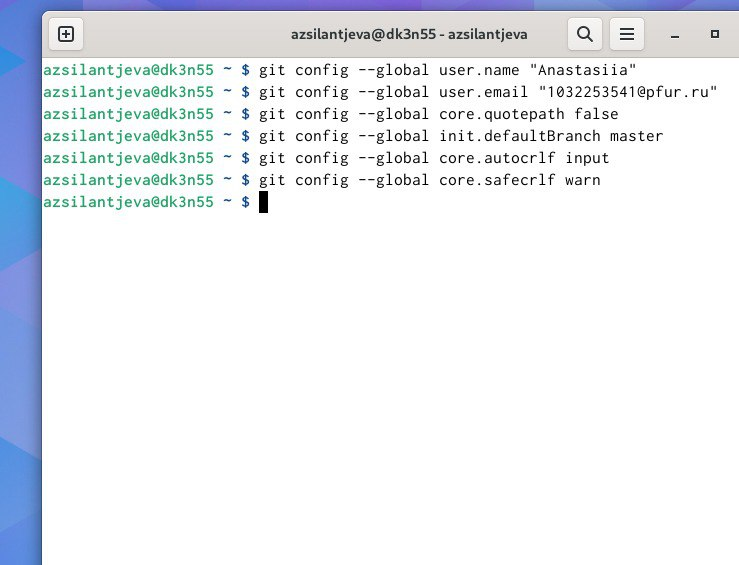 azsilantjeva@dk3n55 - azsilantjeva
azsilantjeva@dk3n55 ~ $ git config --global user.name "Anastasiia"
azsilantjeva@dk3n55 ~ $ git config --global user.email "1032253541@pfur.ru"
azsilantjeva@dk3n55 ~ $ git config --global core.quotepath false
azsilantjeva@dk3n55 ~ $ git config --global init.defaultBranch master
azsilantjeva@dk3n55 ~ $ git config --global core.autocrlf input
azsilantjeva@dk3n55 ~ $ git config --global core.safecrlf warn
azsilantjeva@dk3n55 ~ $